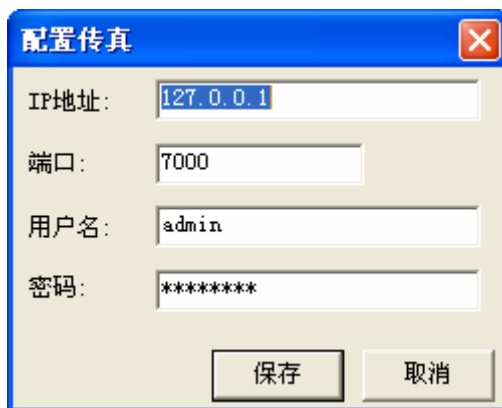 配置传真
IP地址: 127.0.0.1
端口: 7000
用户名: admin
密码: ********
保存 取消